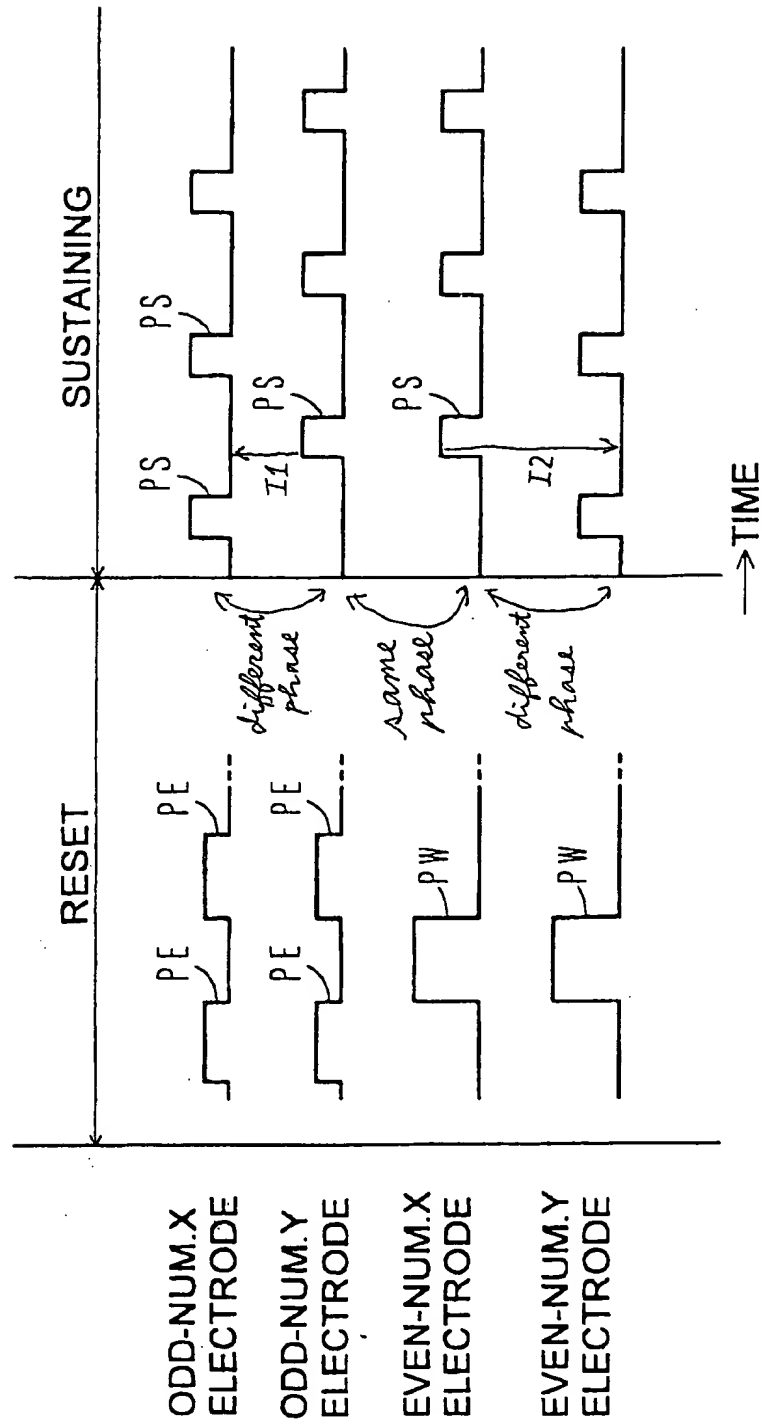 RESET
SUSTAINING
ODD-NUM.X
ELECTRODE
PE
PE
PS
PS
different
phase
I1
ODD-NUM.Y
ELECTRODE
PE
PE
PS
same
phase
EVEN-NUM.X
ELECTRODE
PW
PS
different
phase
I2
EVEN-NUM.Y
ELECTRODE
PW
→TIME